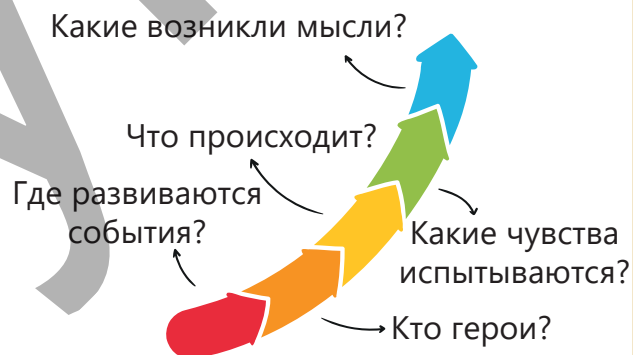 Какие возникли мысли?
Что происходит?
Где развиваются
события?
Какие чувства
испытываются?
Кто герои?